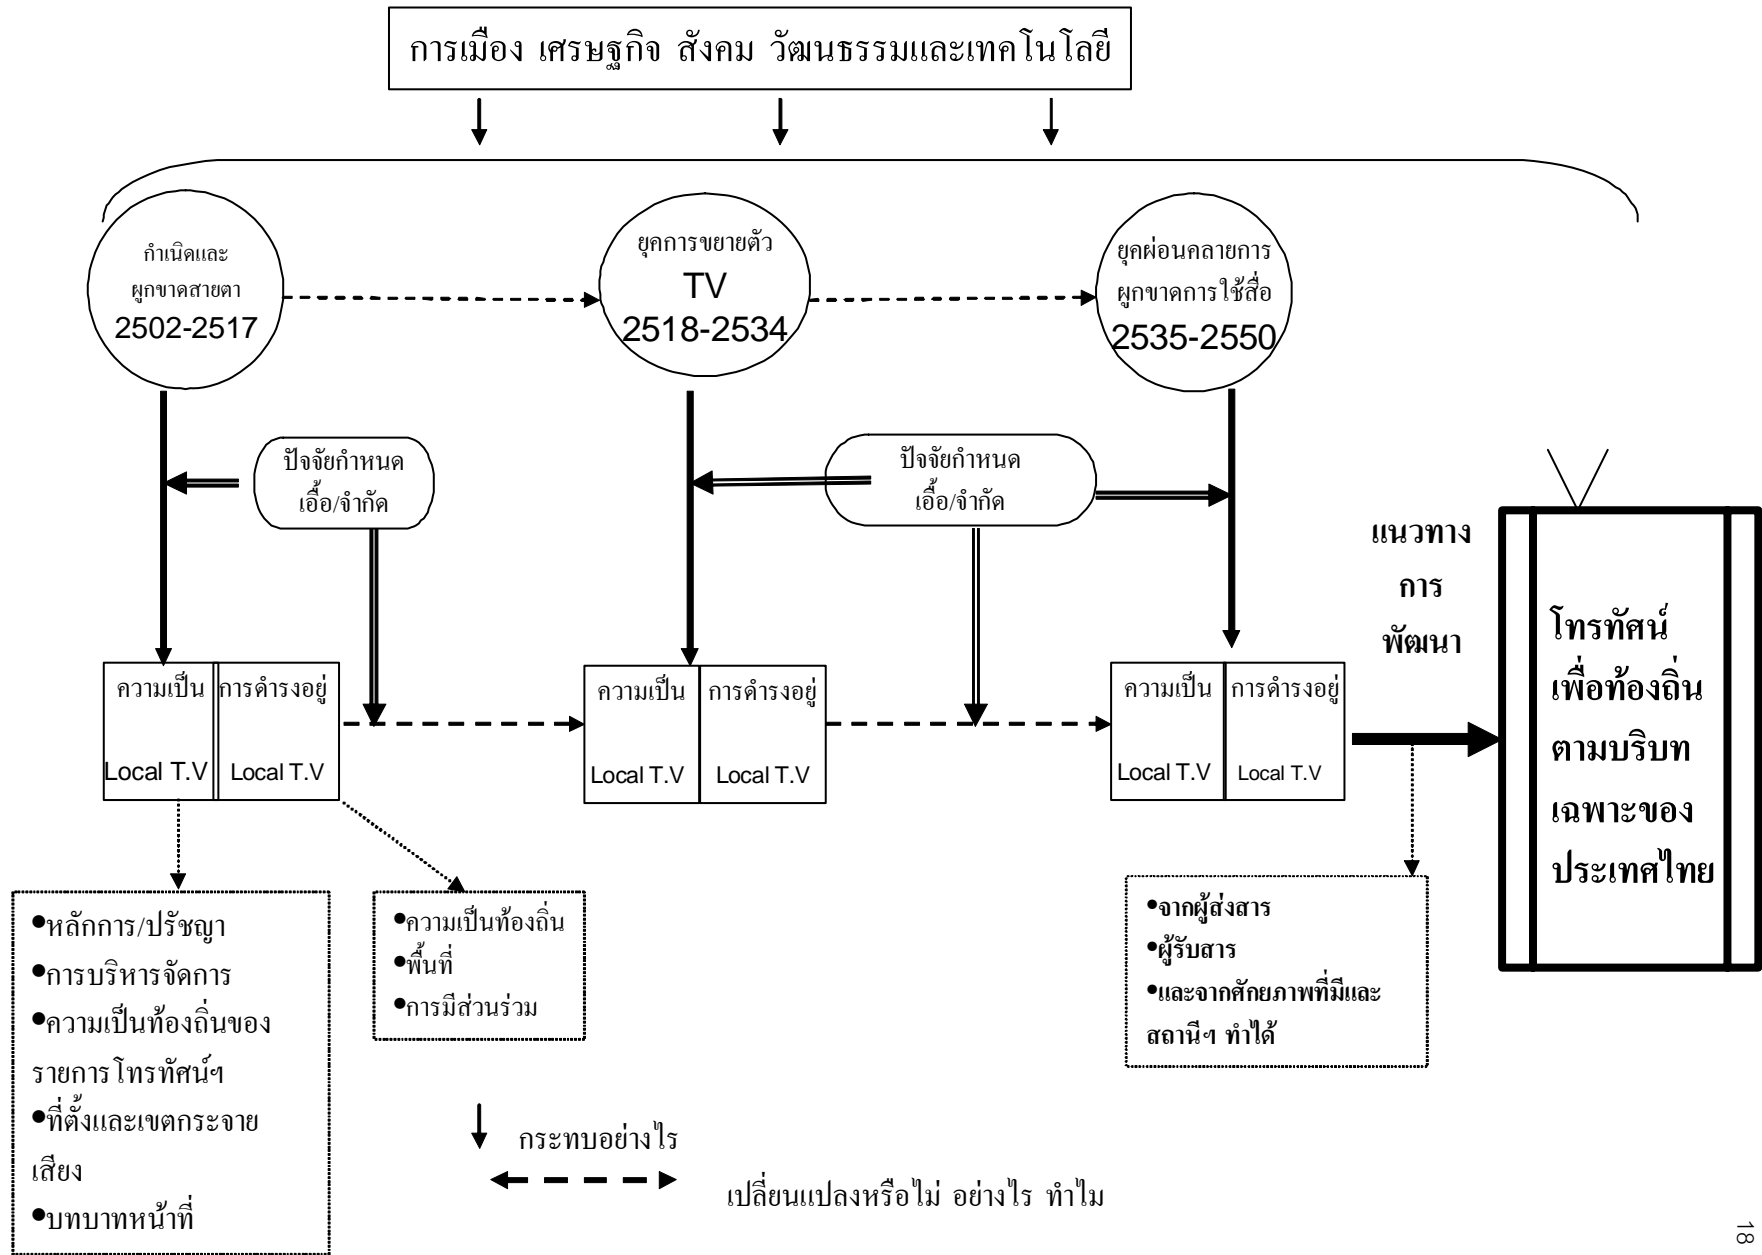 การเมือง เศรษฐกิจ สังคม วัฒนธรรมและเทคโนโลยี
กำเนิดและ
ผูกขาดสายตา
2502-2517
ยุคการขยายตัว
TV
2518-2534
ยุคผ่อนคลายการ
ผูกขาดการใช้สื่อ
2535-2550
ปัจจัยกำหนด
เอื้อ/จำกัด
ปัจจัยกำหนด
เอื้อ/จำกัด
ความเป็น
Local T.V
การดำรงอยู่
Local T.V
ความเป็น
Local T.V
การดำรงอยู่
Local T.V
ความเป็น
Local T.V
การดำรงอยู่
Local T.V
แนวทาง
การ
พัฒนา
โทรทัศน์
เพื่อท้องถิ่น
ตามบริบท
เฉพาะของ
ประเทศไทย
•หลักการ/ปรัชญา
•การบริหารจัดการ
•ความเป็นท้องถิ่นของ
รายการโทรทัศน์ฯ
•ที่ตั้งและเขตกระจาย
เสียง
•บทบาทหน้าที่
•ความเป็นท้องถิ่น
•พื้นที่
•การมีส่วนร่วม
•จากผู้ส่งสาร
•ผู้รับสาร
•และจากศักยภาพที่มีและ
สถานีฯ ทำได้
กระทบอย่างไร
เปลี่ยนแปลงหรือไม่ อย่างไร ทำไม
18